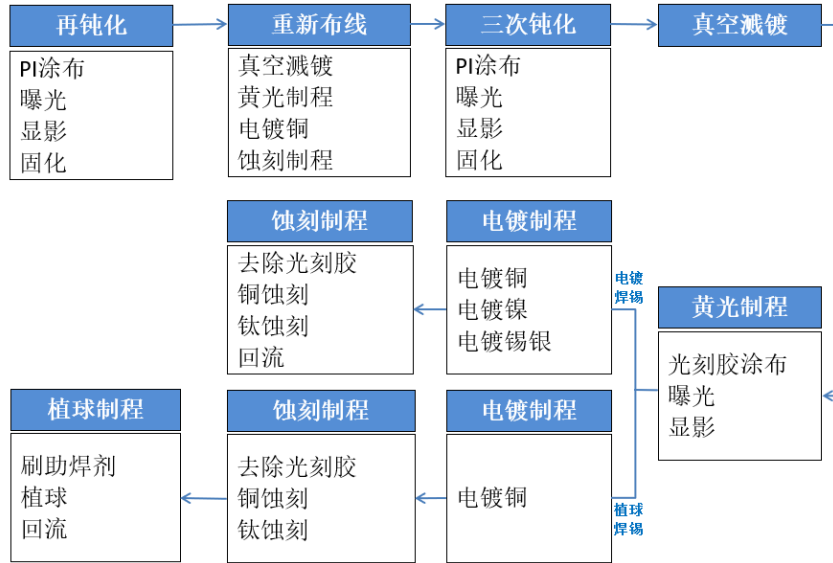 再钝化
PI涂布
曝光
显影
固化
重新布线
真空溅镀
黄光制程
电镀铜
蚀刻制程
三次钝化
PI涂布
曝光
显影
固化
真空溅镀
黄光制程
光刻胶涂布
曝光
显影
电镀
焊锡
电镀制程
电镀铜
电镀镍
电镀锡银
蚀刻制程
去除光刻胶
铜蚀刻
钛蚀刻
回流
植球
焊锡
电镀制程
电镀铜
蚀刻制程
去除光刻胶
铜蚀刻
钛蚀刻
植球制程
刷助焊剂
植球
回流